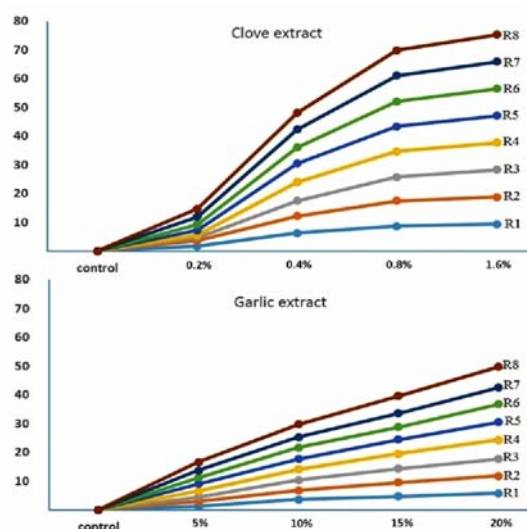 80
Clove extract
R8
70
R7
60
R6
50
R5
40
R4
30
R3
20
R2
10
R1
control 0.2% 0.4% 0.8% 1.6%
80
Garlic extract
70
60
50
R8
R7
40
R6
R5
30
R4
20
R3
R2
10
R1
control 5% 10% 15% 20%